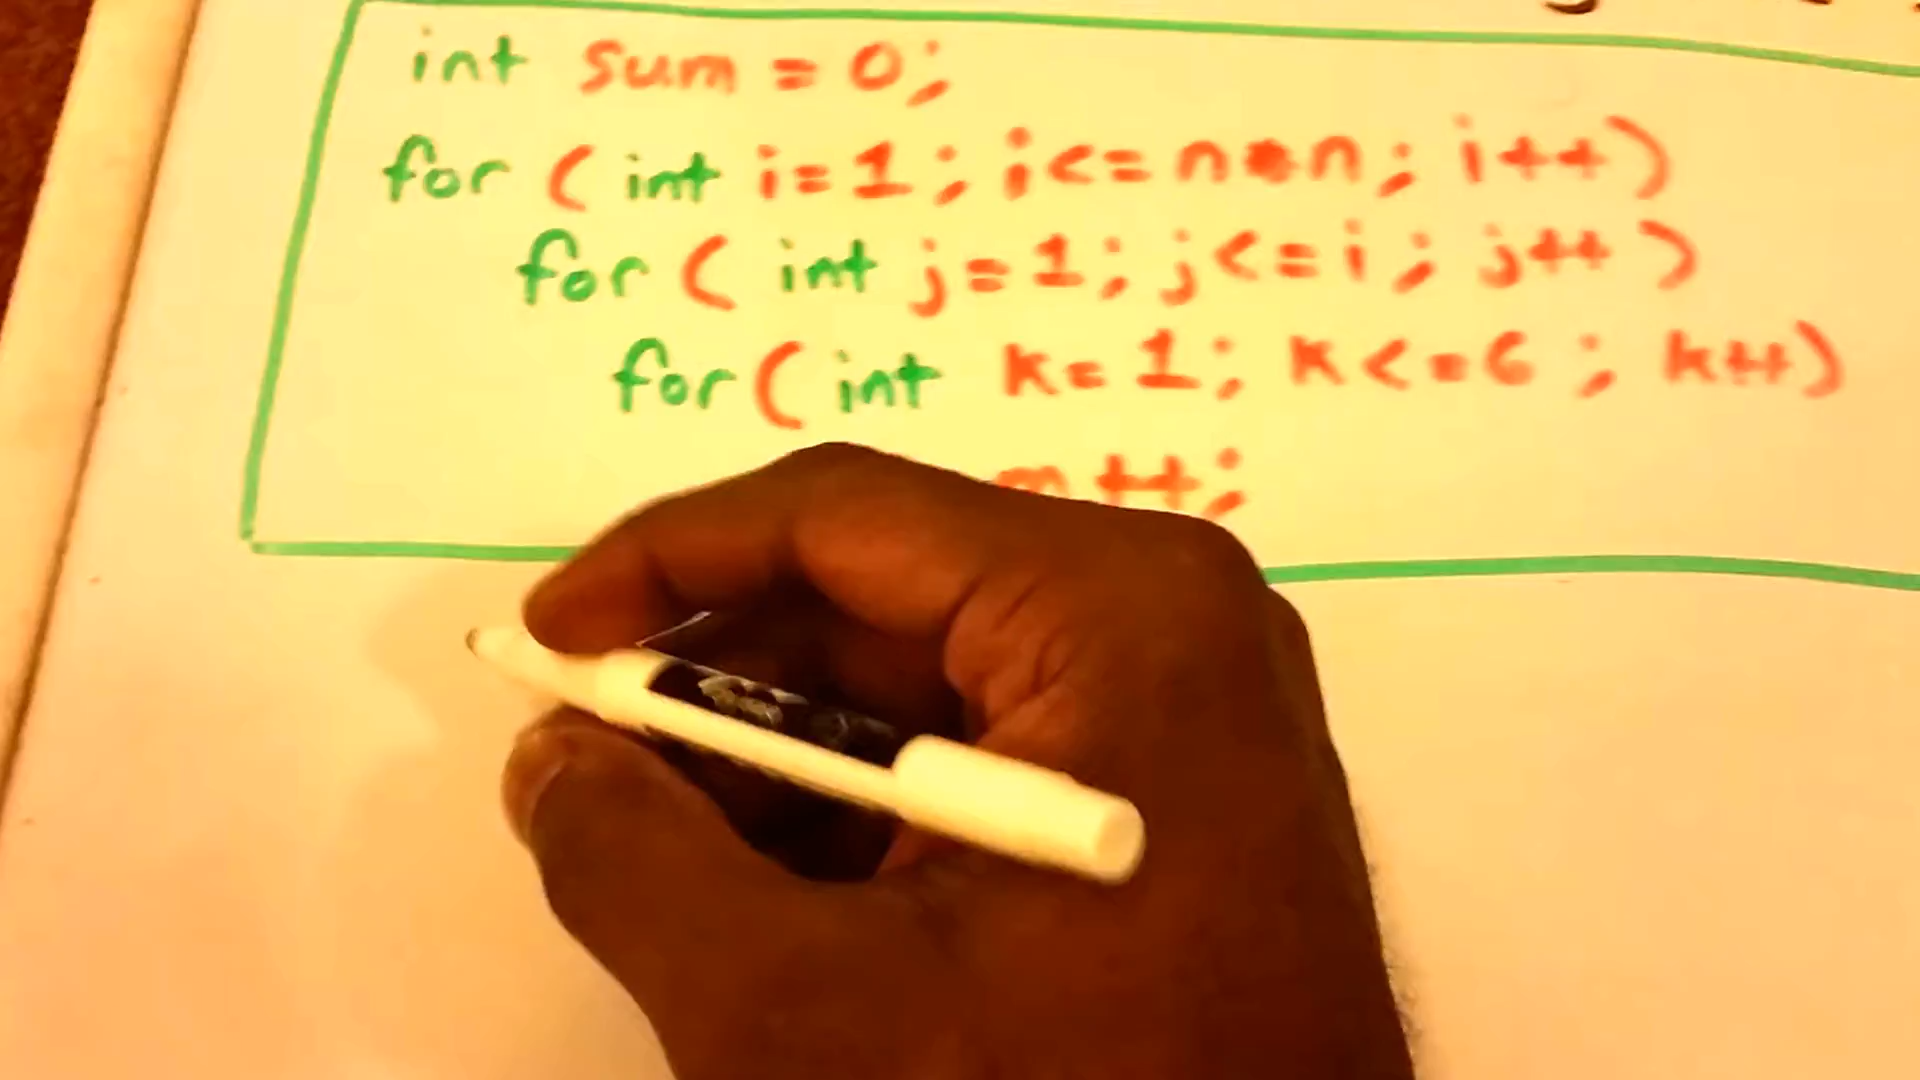 int sum = 0;
for ( int i=1; i<=n*n; i++)
for ( int j=1; j<=i; j++ )
for ( int k=1; k<=6; k++)
m++;